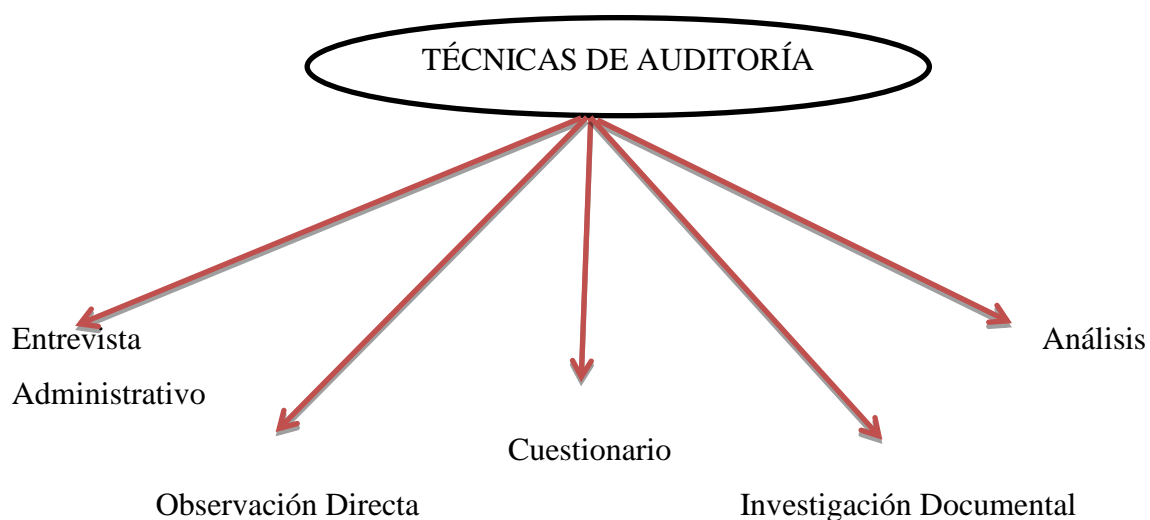 TÉCNICAS DE AUDITORÍA
Entrevista
Análisis
Administrativo
Cuestionario
Observación Directa
Investigación Documental